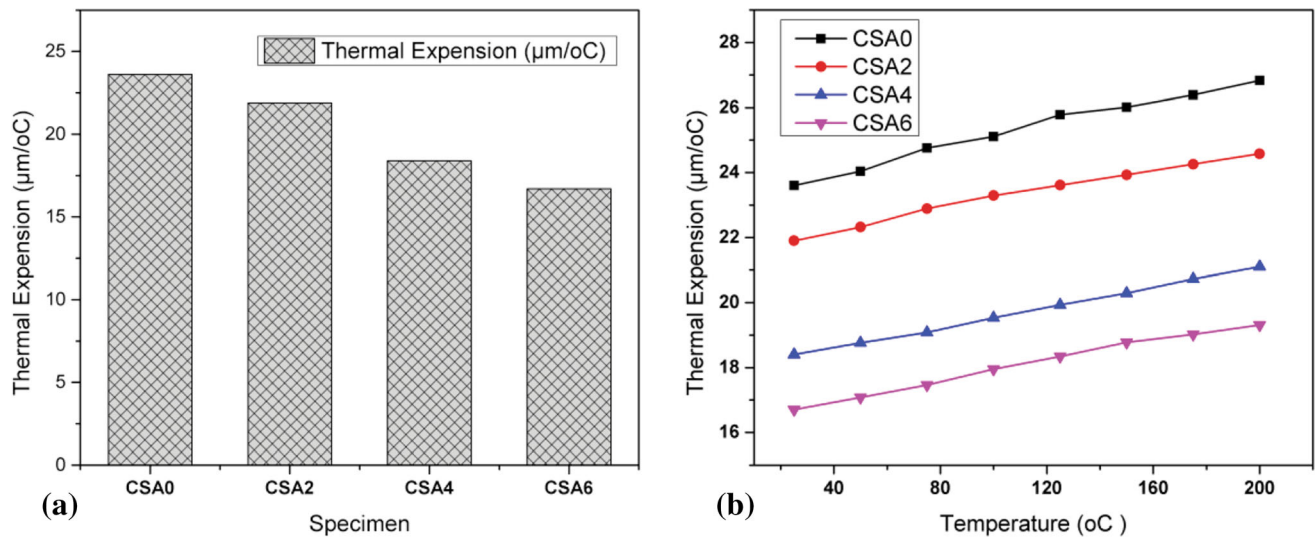 25
20
15
10
5
0
Thermal Expension (μm/oC)
Thermal Expension (μm/oC)
CSA0 CSA2 CSA4 CSA6
Specimen
(a)
28
26
24
22
20
18
16
Thermal Expension (μm/oC)
CSA0
CSA2
CSA4
CSA6
40 80 120 160 200
Temperature (oC )
(b)